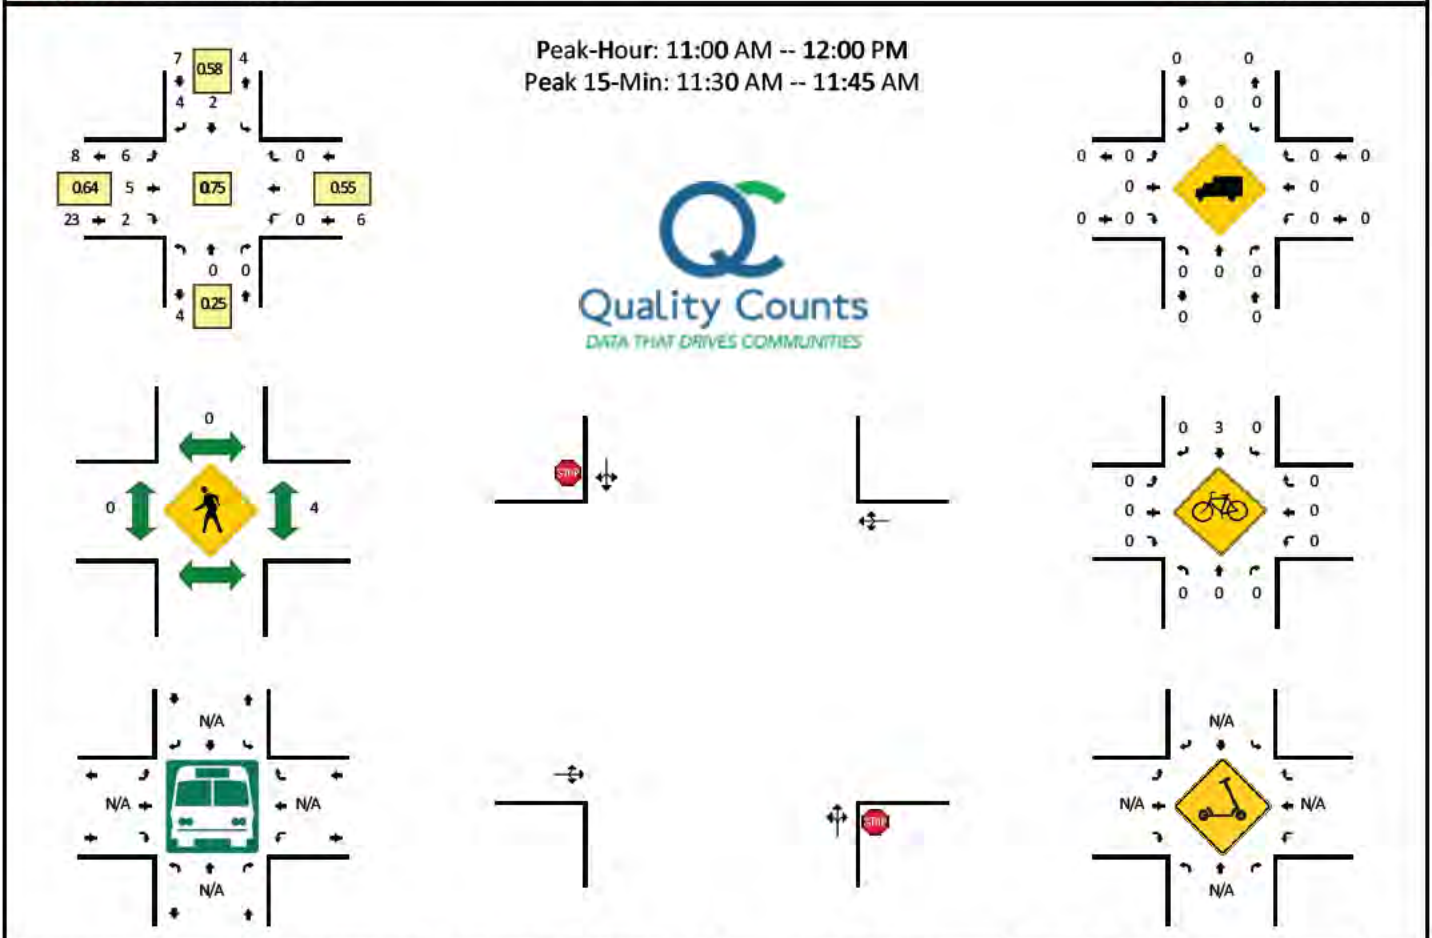 Peak-Hour: 11:00 AM -- 12:00 PM
Peak 15-Min: 11:30 AM -- 11:45 AM
7 0.58 4
4 2
8 6 0
0.64 5 0.75 0.55
23 2 0 6
0 0
4 0.25
Quality Counts
DATA THAT DRIVES COMMUNITIES
0 0
0 0 0
0 0 0 0
0 0
0 0 0 0
0 0 0
0 0
0
0 4
STOP
STOP
0 3 0
0 0
0 0
0 0
0 0 0
N/A
N/A N/A
N/A
N/A
N/A N/A
N/A